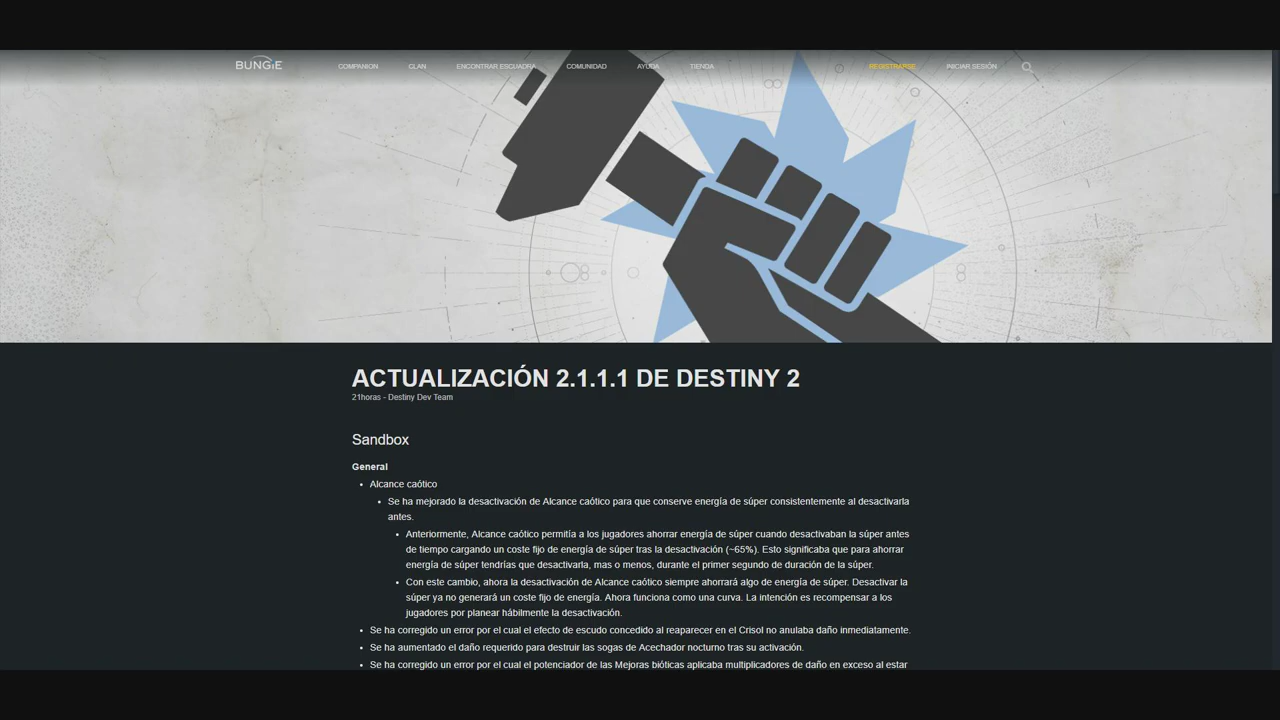 BUNGIE COMPANION CLAN ENCONTRAR ESCUADRA COMUNIDAD AYUDA TIENDA REGISTRARSE INICIAR SESIÓN
ACTUALIZACIÓN 2.1.1.1 DE DESTINY 2
21horas - Destiny Dev Team
Sandbox
General
• Alcance caótico
• Se ha mejorado la desactivación de Alcance caótico para que conserve energía de súper consistentemente al desactivarla
antes.
• Anteriormente, Alcance caótico permitía a los jugadores ahorrar energía de súper cuando desactivaban la súper antes
de tiempo cargando un coste fijo de energía de súper tras la desactivación (~65%). Esto significaba que para ahorrar
energía de súper tendrías que desactivarla, mas o menos, durante el primer segundo de duración de la súper.
• Con este cambio, ahora la desactivación de Alcance caótico siempre ahorrará algo de energía de súper. Desactivar la
súper ya no generará un coste fijo de energía. Ahora funciona como una curva. La intención es recompensar a los
jugadores por planear hábilmente la desactivación.
• Se ha corregido un error por el cual el efecto de escudo concedido al reaparecer en el Crisol no anulaba daño inmediatamente.
• Se ha aumentado el daño requerido para destruir las sogas de Acechador nocturno tras su activación.
• Se ha corregido un error por el cual el potenciador de las Mejoras bióticas aplicaba multiplicadores de daño en exceso al estar